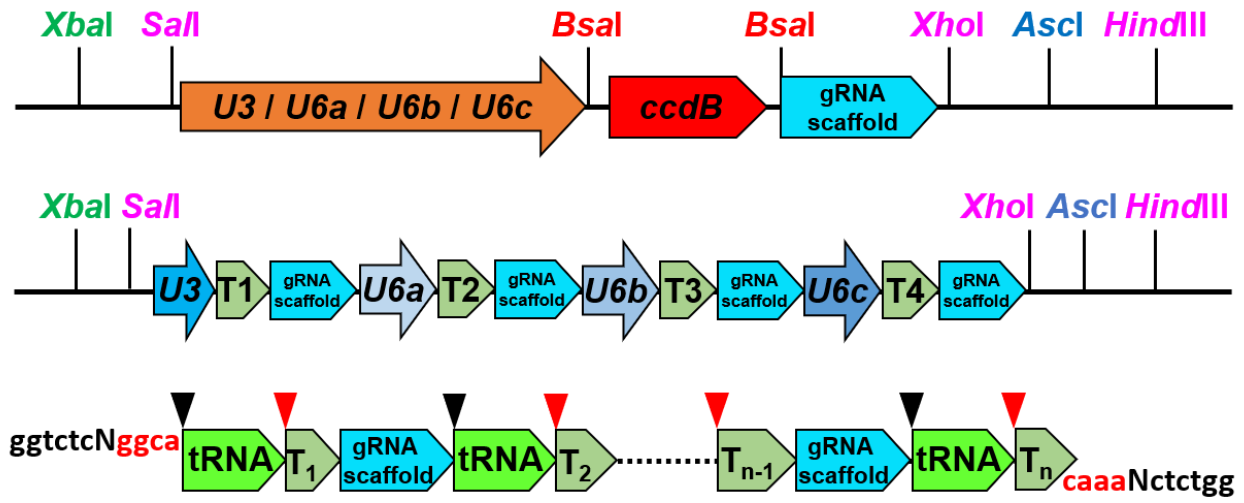 XbaI SalI BsaI BsaI XhoI AscI HindIII
U3 / U6a / U6b / U6c ccdB gRNA scaffold
XbaI SalI XhoI AscI HindIII
U3 T1 gRNA scaffold U6a T2 gRNA scaffold U6b T3 gRNA scaffold U6c T4 gRNA scaffold
ggtctcNggca tRNA T1 gRNA scaffold tRNA T2 Tn-1 gRNA scaffold tRNA Tn caaaNctctgg